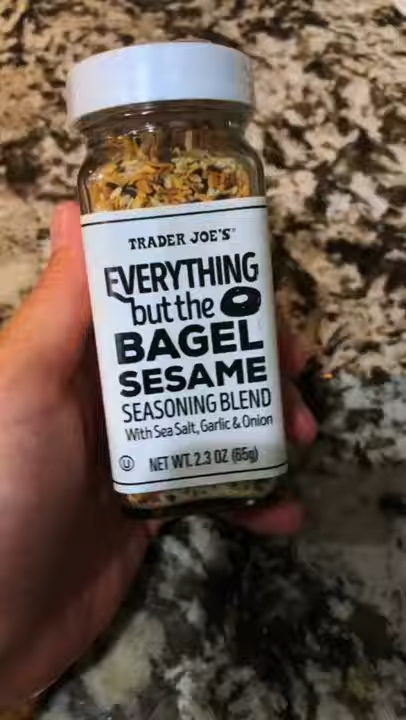 TRADER JOE'S
EVERYTHING
but the
BAGEL
SESAME
SEASONING BLEND
With Sea Salt, Garlic & Onion
U NET WT. 2.3 OZ (65g)